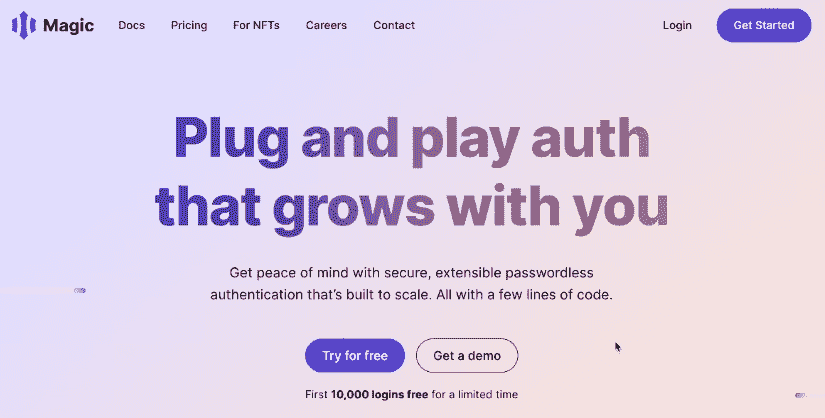 Magic Docs Pricing For NFTs Careers Contact Login Get Started
Plug and play auth
that grows with you
Get peace of mind with secure, extensible passwordless
authentication that's built to scale. All with a few lines of code.
Try for free Get a demo
First 10,000 logins free for a limited time